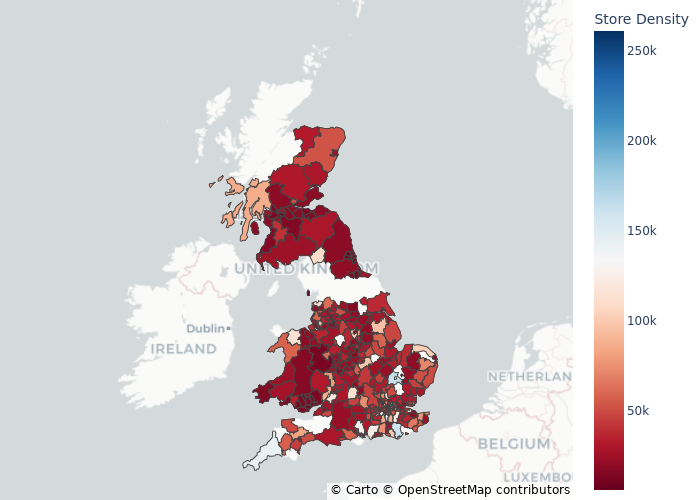 Store Density
250k
200k
150k
100k
50k
UNITED KINGDOM
Dublin
IRELAND
NETHERLAN
BELGIUM
LUXEMBO
© Carto © OpenStreetMap contributors